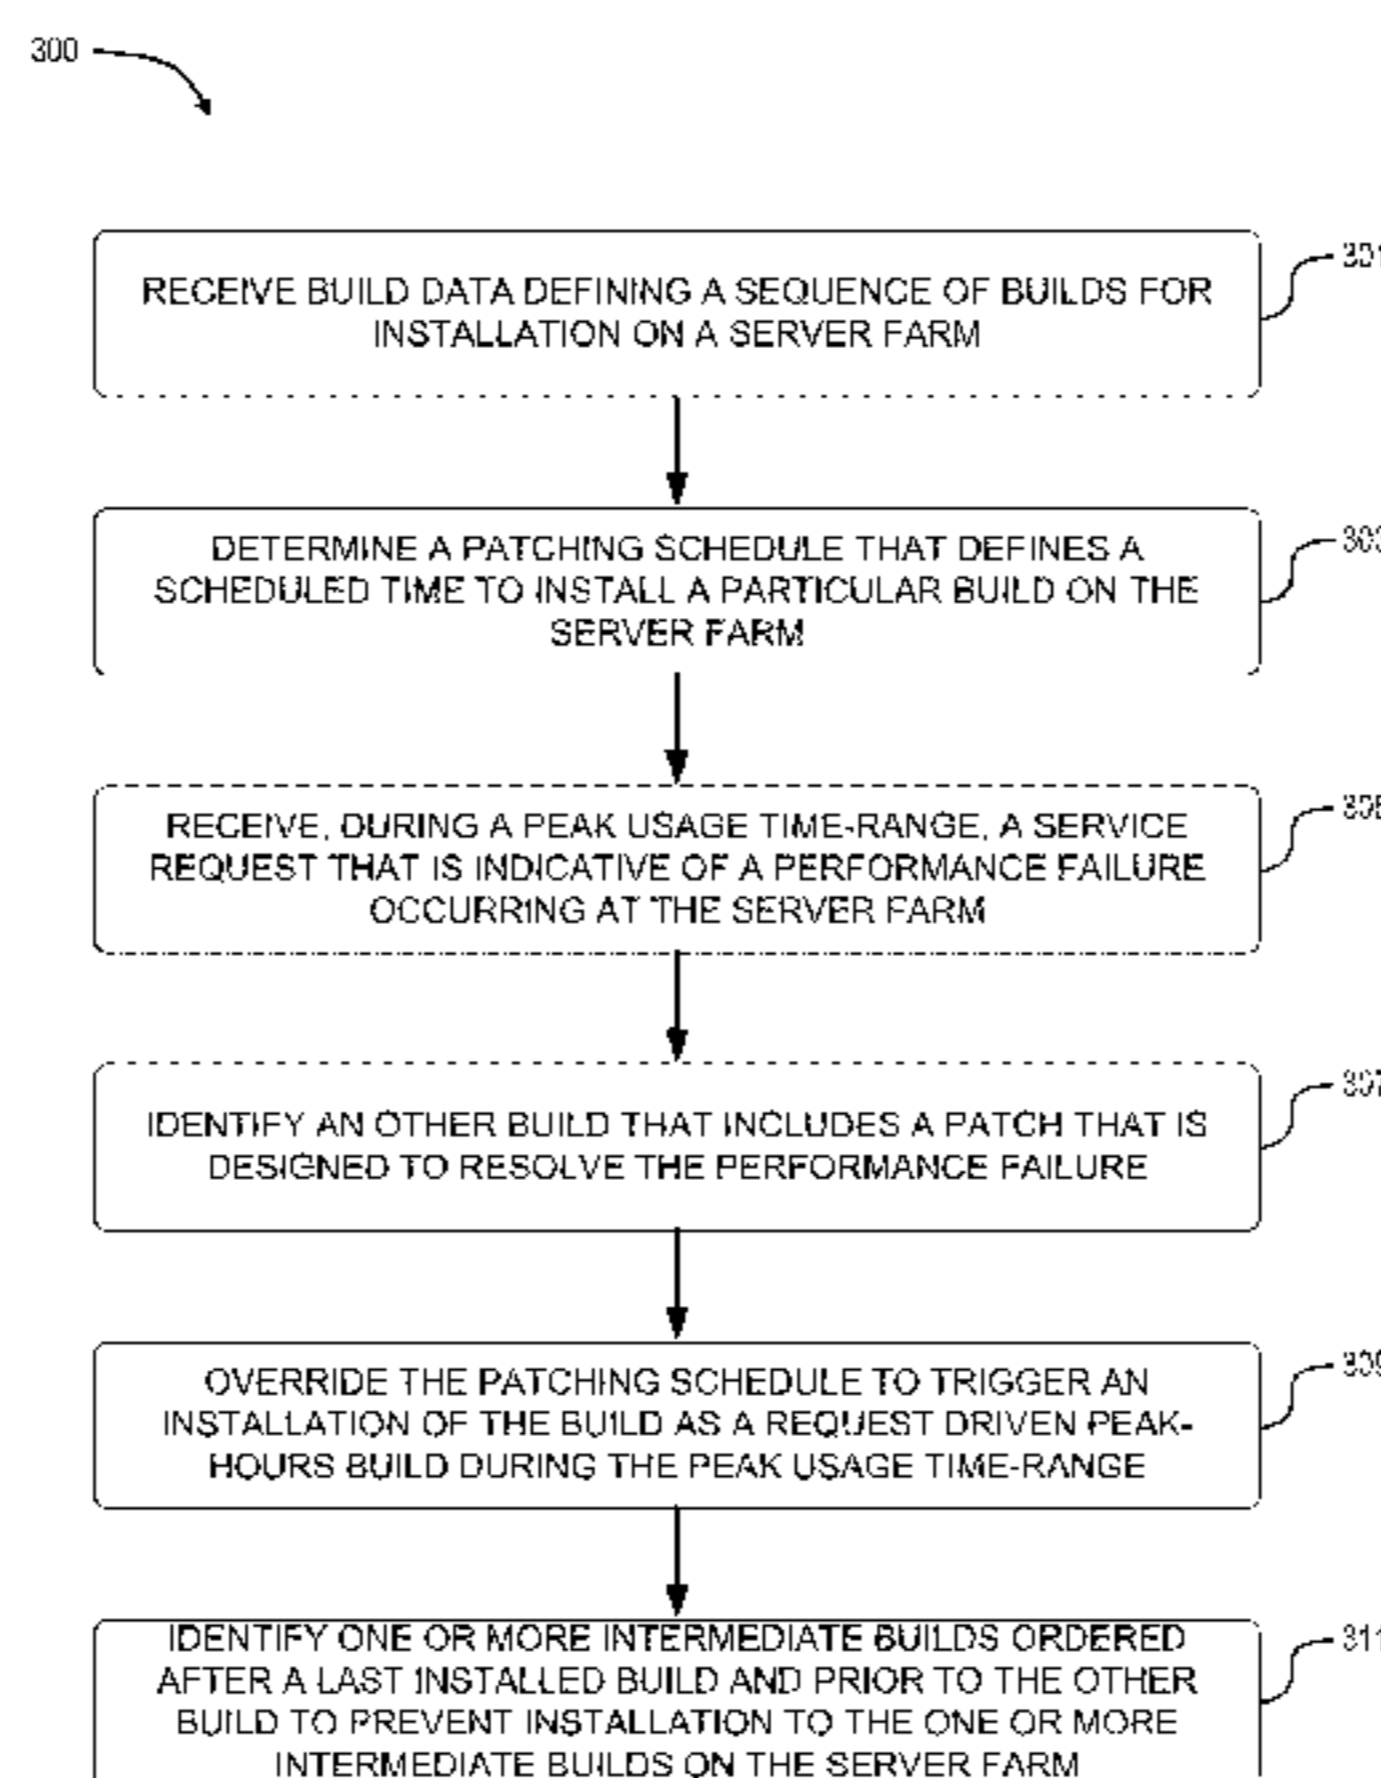 300
RECEIVE BUILD DATA DEFINING A SEQUENCE OF BUILDS FOR
INSTALLATION ON A SERVER FARM
301
DETERMINE A PATCHING SCHEDULE THAT DEFINES A
SCHEDULED TIME TO INSTALL A PARTICULAR BUILD ON THE
SERVER FARM
303
RECEIVE, DURING A PEAK USAGE TIME-RANGE, A SERVICE
REQUEST THAT IS INDICATIVE OF A PERFORMANCE FAILURE
OCCURRING AT THE SERVER FARM
305
IDENTIFY AN OTHER BUILD THAT INCLUDES A PATCH THAT IS
DESIGNED TO RESOLVE THE PERFORMANCE FAILURE
307
OVERRIDE THE PATCHING SCHEDULE TO TRIGGER AN
INSTALLATION OF THE BUILD AS A REQUEST DRIVEN PEAK-
HOURS BUILD DURING THE PEAK USAGE TIME-RANGE
309
IDENTIFY ONE OR MORE INTERMEDIATE BUILDS ORDERED
AFTER A LAST INSTALLED BUILD AND PRIOR TO THE OTHER
BUILD TO PREVENT INSTALLATION TO THE ONE OR MORE
INTERMEDIATE BUILDS ON THE SERVER FARM
311